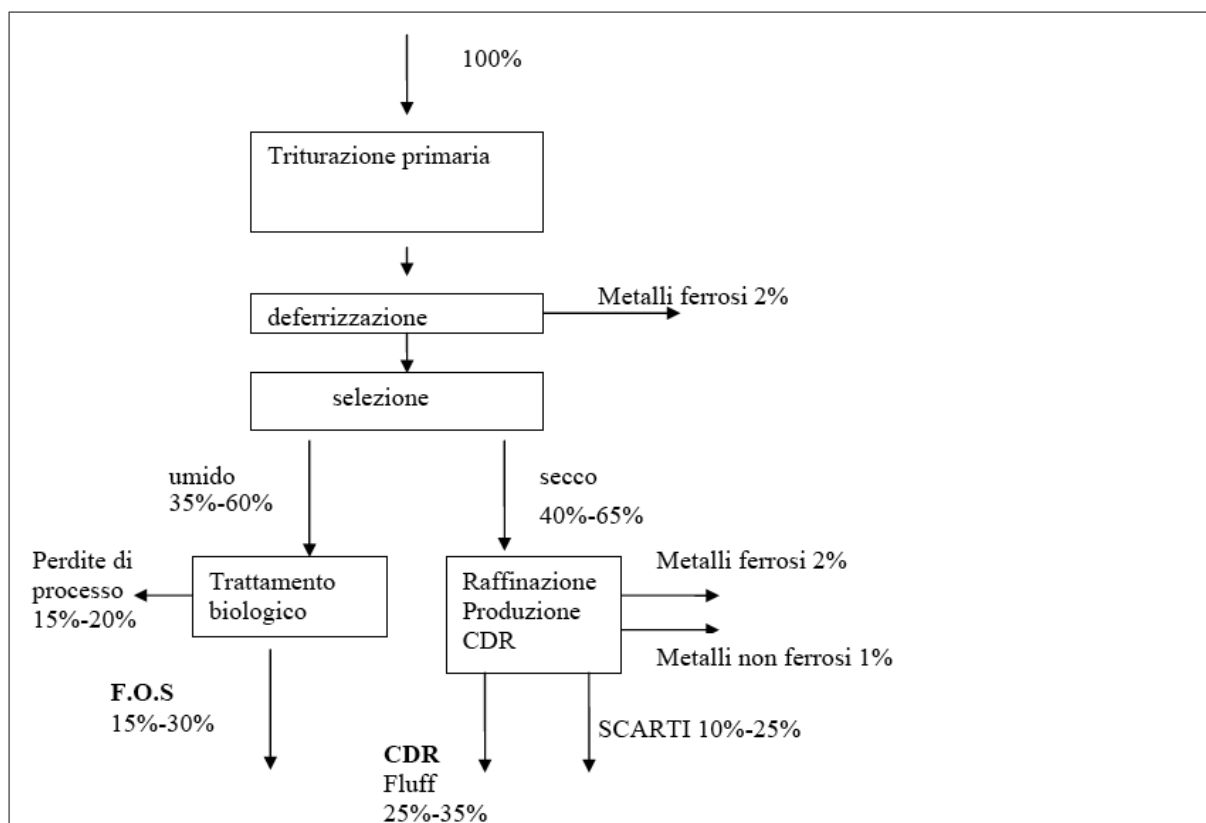 100%
Triturazione primaria
Metalli ferrosi 2%
deferrizzazione
selezione
umido
35%-60%
secco
40%-65%
Perdite di
processo
15%-20%
Trattamento
biologico
Raffinazione
Produzione
CDR
Metalli ferrosi 2%
Metalli non ferrosi 1%
F.O.S
15%-30%
SCARTI 10%-25%
CDR
Fluff
25%-35%